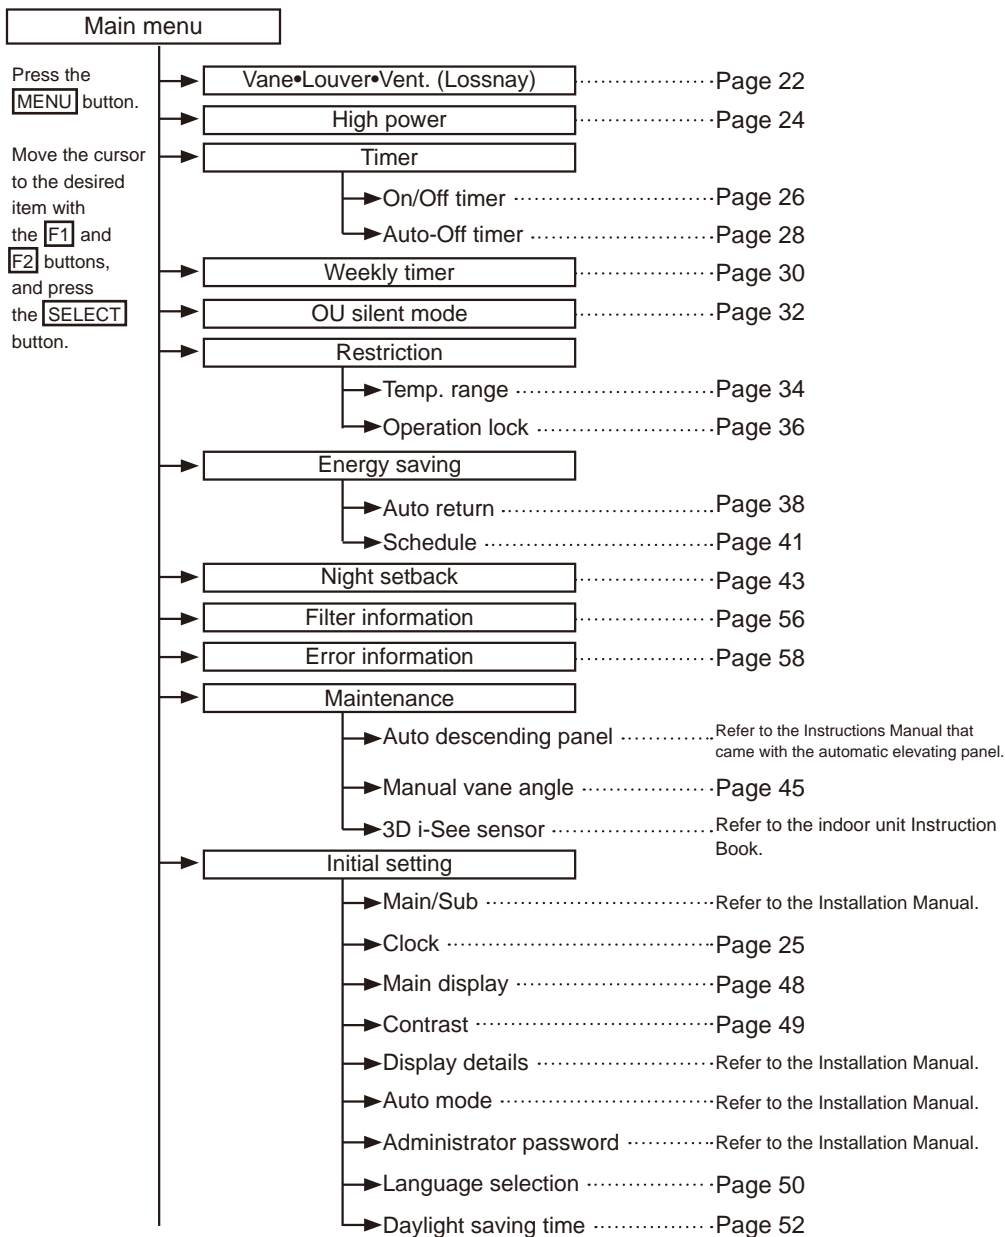 Main menu
Press the
MENU button.
Move the cursor
to the desired
item with
the F1 and
F2 buttons,
and press
the SELECT
button.
Vane•Louver•Vent. (Lossnay) Page 22
High power Page 24
Timer
On/Off timer Page 26
Auto-Off timer Page 28
Weekly timer Page 30
OU silent mode Page 32
Restriction
Temp. range Page 34
Operation lock Page 36
Energy saving
Auto return Page 38
Schedule Page 41
Night setback Page 43
Filter information Page 56
Error information Page 58
Maintenance
Auto descending panel Refer to the Instructions Manual that
came with the automatic elevating panel.
Manual vane angle Page 45
3D i-See sensor Refer to the indoor unit Instruction
Book.
Initial setting
Main/Sub Refer to the Installation Manual.
Clock Page 25
Main display Page 48
Contrast Page 49
Display details Refer to the Installation Manual.
Auto mode Refer to the Installation Manual.
Administrator password Refer to the Installation Manual.
Language selection Page 50
Daylight saving time Page 52